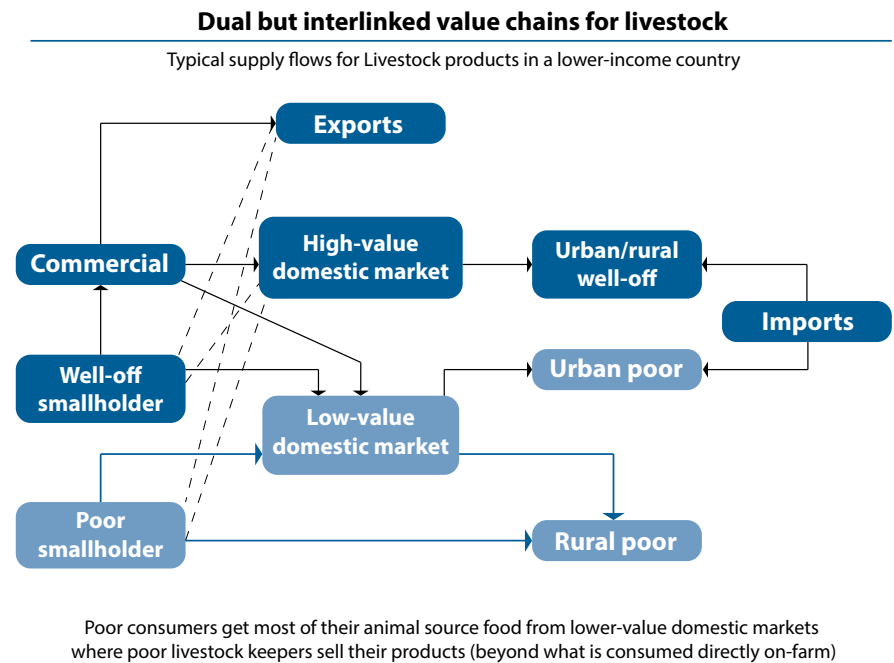 Dual but interlinked value chains for livestock
Typical supply flows for Livestock products in a lower-income country
Exports
High-value
domestic market
Urban/rural
well-off
Commercial
Imports
Well-off
smallholder
Urban poor
Low-value
domestic market
Poor
smallholder
Rural poor
Poor consumers get most of their animal source food from lower-value domestic markets
where poor livestock keepers sell their products (beyond what is consumed directly on-farm)